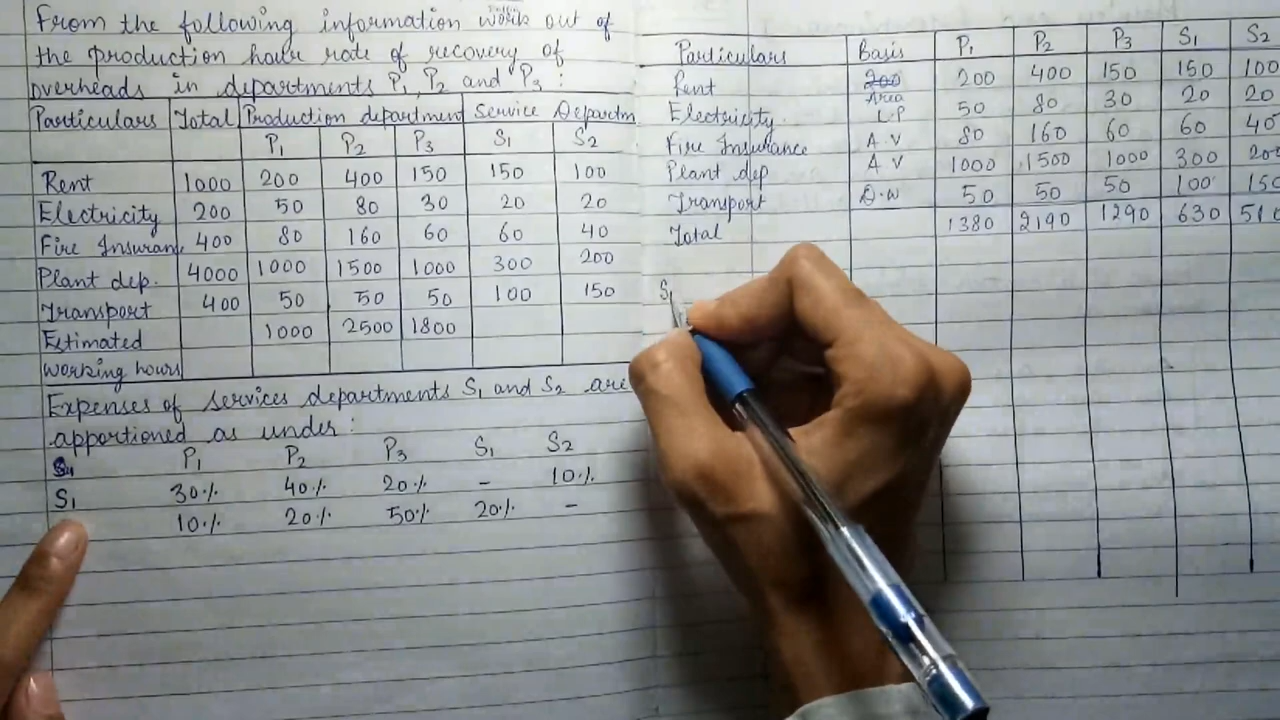 From the following information work out of
the production hour rate of recovery of
overheads in departments P1, P2 and P3 :
Particulars Total Production department Service Departm
P1 P2 P3 S1 S2
Rent 1000 200 400 150 150 100
Electricity 200 50 80 30 20 20
Fire Insuran 400 80 160 60 60 40
Plant dep. 4000 1000 1500 1000 300 200
Transport 400 50 50 50 100 150
Estimated 1000 2500 1800
working hours
Expenses of services departments S1 and S2 are
apportioned as under:
P1 P2 P3 S1 S2
S1 30% 40% 20% - 10%
10% 20% 50% 20% -
Particulars Basis P1 P2 P3 S1 S2
Rent Area 200 400 150 150 100
Electricity L.P 50 80 30 20 20
Fire Insurance A.V 80 160 60 60 40
Plant dep A.V 1000 1500 1000 300 200
Transport D.W 50 50 50 100 150
Total 1380 2190 1290 630 510
S1